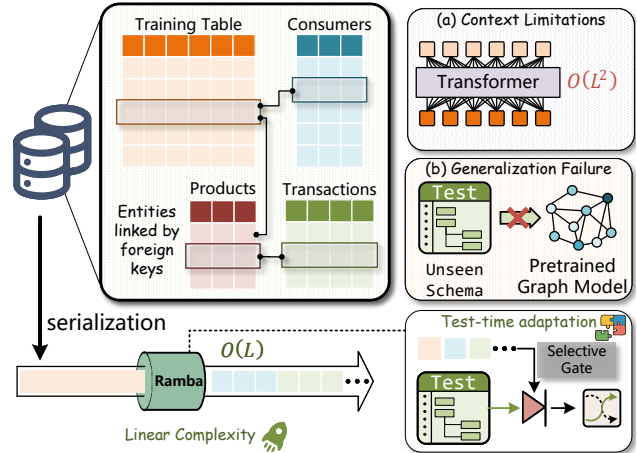 Training Table
Consumers
Products
Transactions
Entities
linked by
foreign
keys
(a) Context Limitations
Transformer
O(L²)
(b) Generalization Failure
Test
Unseen
Schema
Pretrained
Graph Model
serialization
Ramba
O(L)
Linear Complexity
Test-time adaptation
Selective
Gate
Test